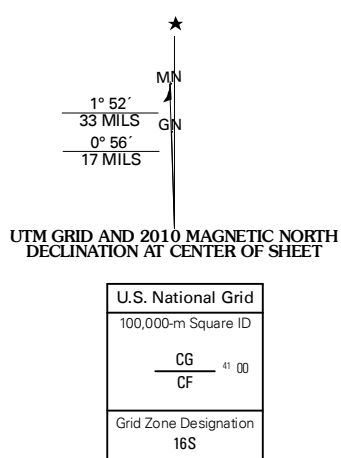 MN
1° 52´
33 MILS
GN
0° 56´
17 MILS
UTM GRID AND 2010 MAGNETIC NORTH
DECLINATION AT CENTER OF SHEET
U.S. National Grid
100,000-m Square ID
CG
41 00
CF
Grid Zone Designation
16S